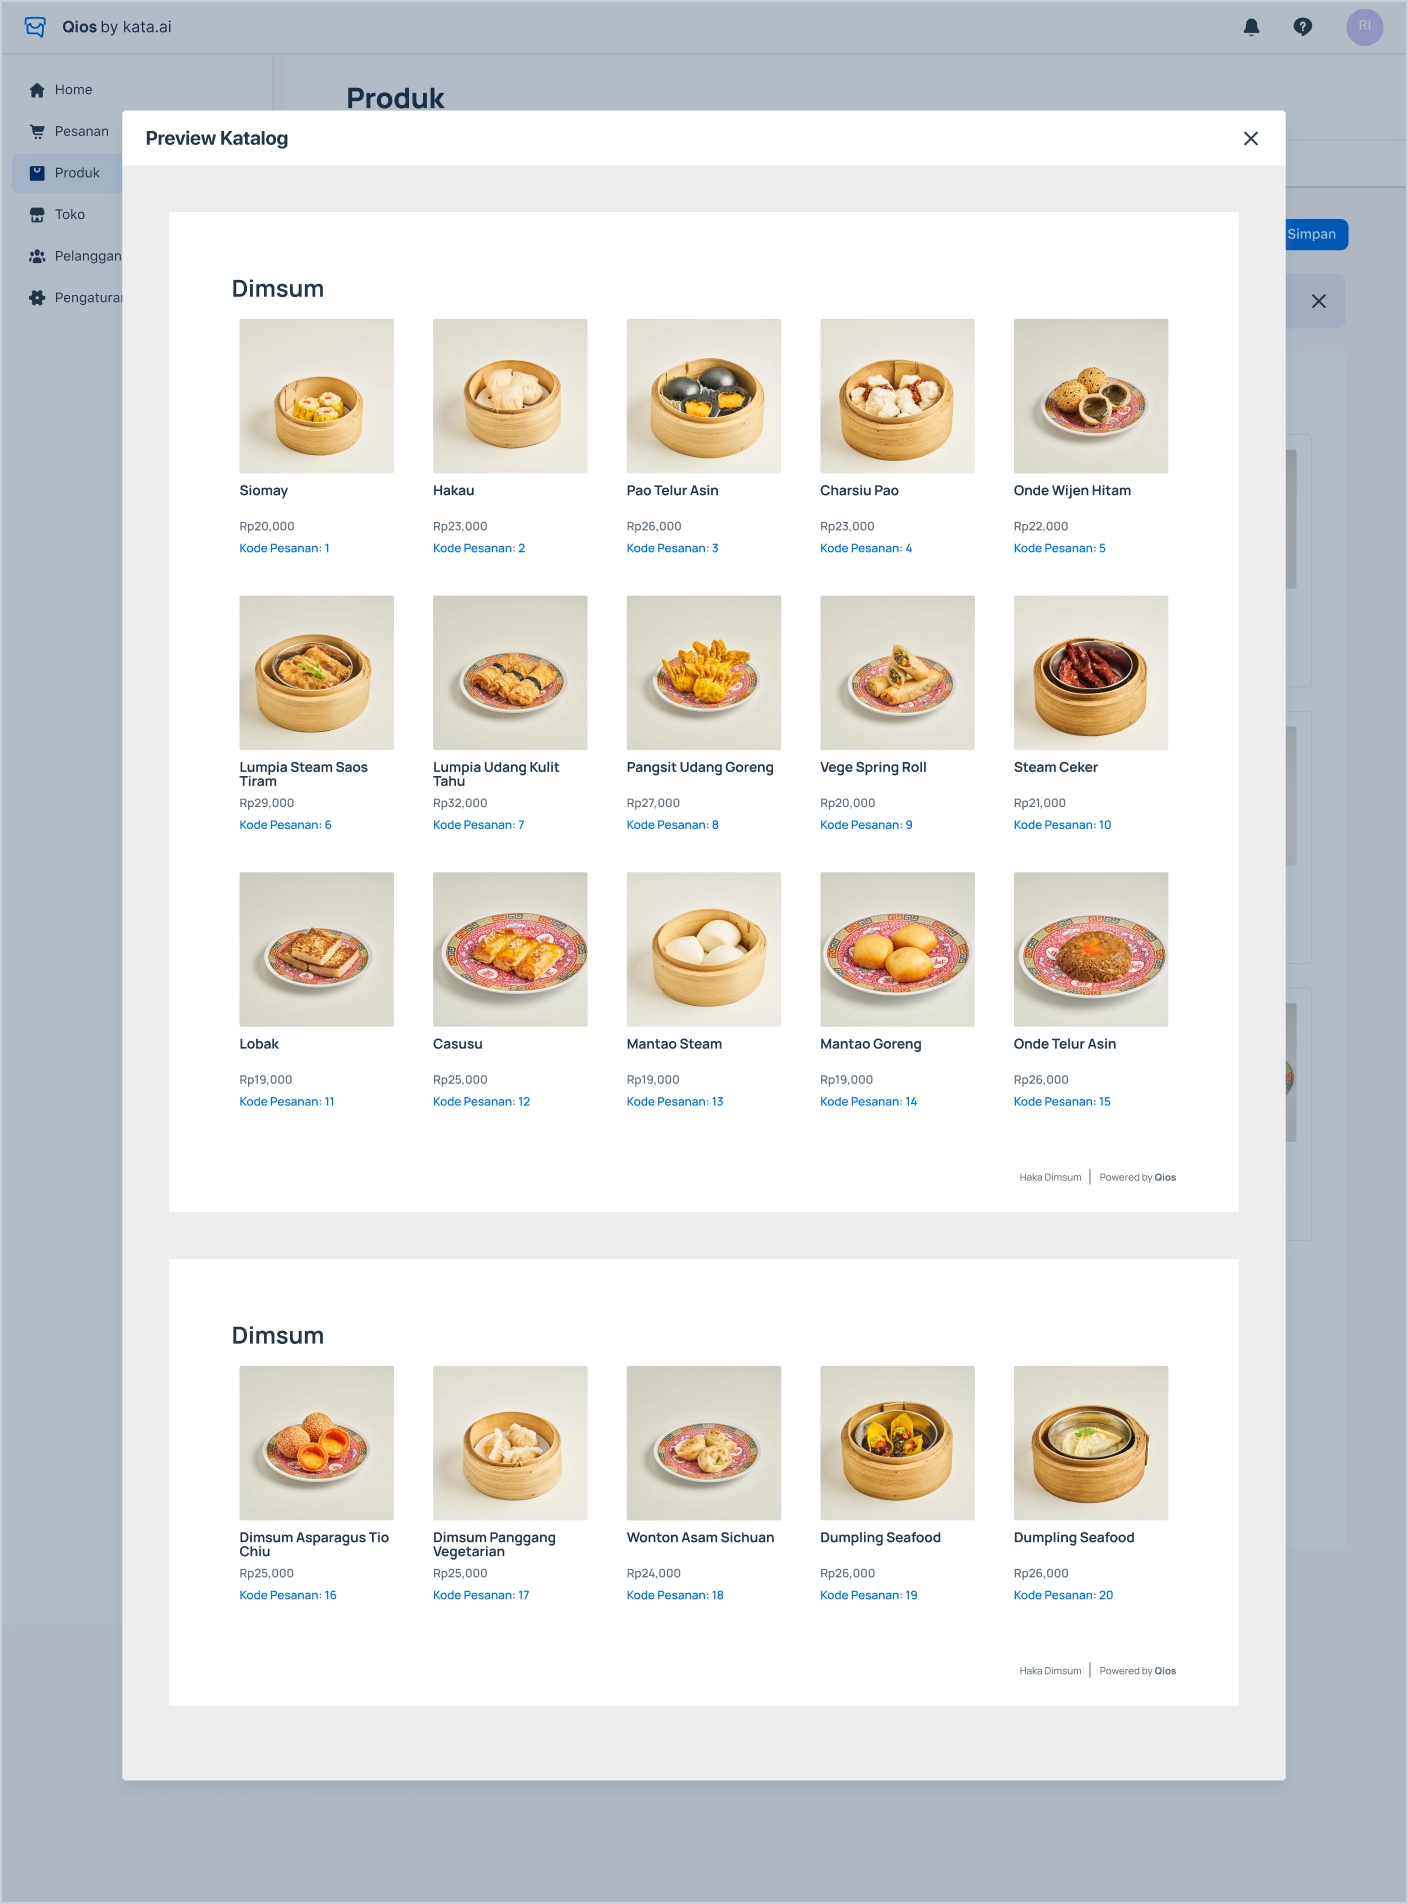 Qios by kata.ai
RI
Home
Pesanan
Produk
Toko
Pelanggan
Pengaturan
Produk
Simpan
Preview Katalog
Dimsum
Siomay
Rp20,000
Kode Pesanan: 1
Hakau
Rp23,000
Kode Pesanan: 2
Pao Telur Asin
Rp26,000
Kode Pesanan: 3
Charsiu Pao
Rp23,000
Kode Pesanan: 4
Onde Wijen Hitam
Rp22,000
Kode Pesanan: 5
Lumpia Steam Saos
Tiram
Rp29,000
Kode Pesanan: 6
Lumpia Udang Kulit
Tahu
Rp32,000
Kode Pesanan: 7
Pangsit Udang Goreng
Rp27,000
Kode Pesanan: 8
Vege Spring Roll
Rp20,000
Kode Pesanan: 9
Steam Ceker
Rp21,000
Kode Pesanan: 10
Lobak
Rp19,000
Kode Pesanan: 11
Casusu
Rp25,000
Kode Pesanan: 12
Mantao Steam
Rp19,000
Kode Pesanan: 13
Mantao Goreng
Rp19,000
Kode Pesanan: 14
Onde Telur Asin
Rp26,000
Kode Pesanan: 15
Haka Dimsum | Powered by Qios
Dimsum
Dimsum Asparagus Tio
Chiu
Rp25,000
Kode Pesanan: 16
Dimsum Panggang
Vegetarian
Rp25,000
Kode Pesanan: 17
Wonton Asam Sichuan
Rp24,000
Kode Pesanan: 18
Dumpling Seafood
Rp26,000
Kode Pesanan: 19
Dumpling Seafood
Rp26,000
Kode Pesanan: 20
Haka Dimsum | Powered by Qios